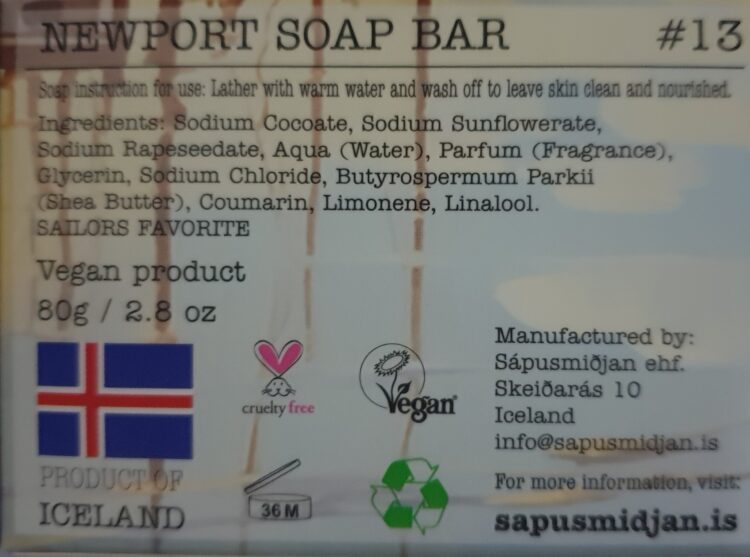 NEWPORT SOAP BAR #13
Soap instruction for use: Lather with warm water and wash off to leave skin clean and nourished.
Ingredients: Sodium Cocoate, Sodium Sunflowerate,
Sodium Rapeseedate, Aqua (Water), Parfum (Fragrance),
Glycerin, Sodium Chloride, Butyrospermum Parkii
(Shea Butter), Coumarin, Limonene, Linalool.
SAILORS FAVORITE
Vegan product
80g / 2.8 oz
PRODUCT OF
ICELAND
cruelty free
Vegan
36 M
Manufactured by:
Sápusmiðjan ehf.
Skeiðarás 10
Iceland
info@sapusmidjan.is
For more information, visit:
sapusmidjan.is